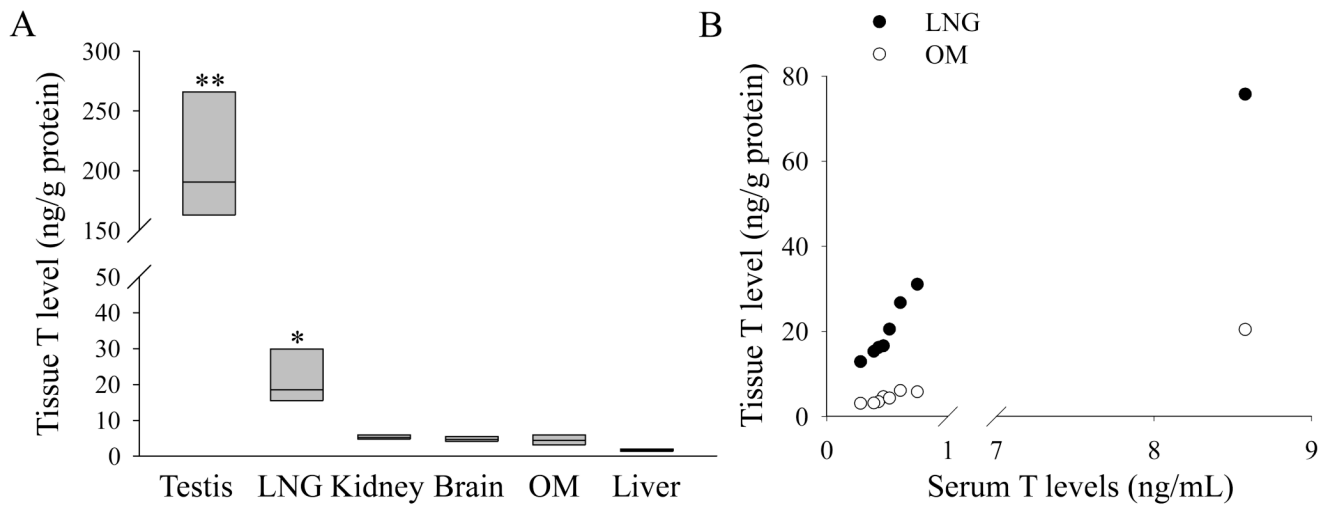 A
Tissue T level (ng/g protein)
300
250
200
150
50
40
30
20
10
0
**
*
Testis LNG Kidney Brain OM Liver
B
LNG
OM
Tissue T level (ng/g protein)
80
60
40
20
0
0 1 7 8 9
Serum T levels (ng/mL)